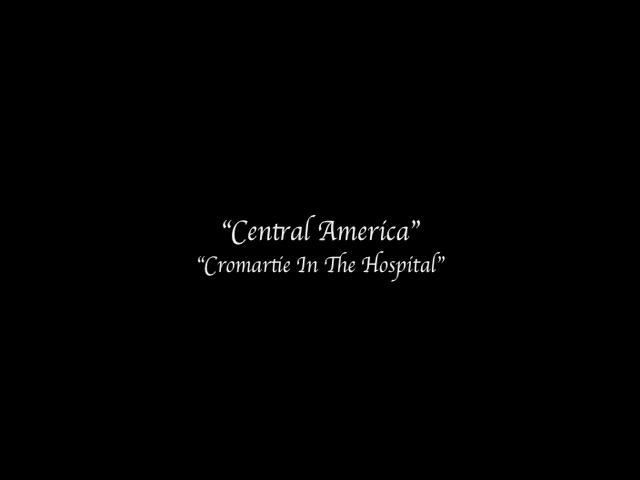 “Central America”
“Cromartie In The Hospital”